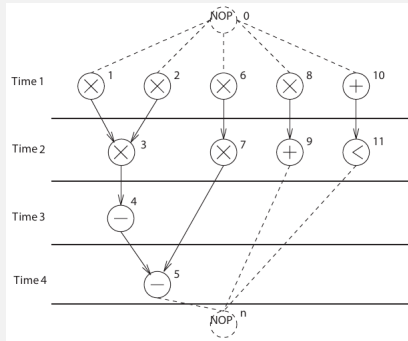 NOP 0
Time 1 × 1 × 2 × 6 × 8 + 10
Time 2 × 3 × 7 + 9 < 11
Time 3 − 4
Time 4 − 5
NOP n